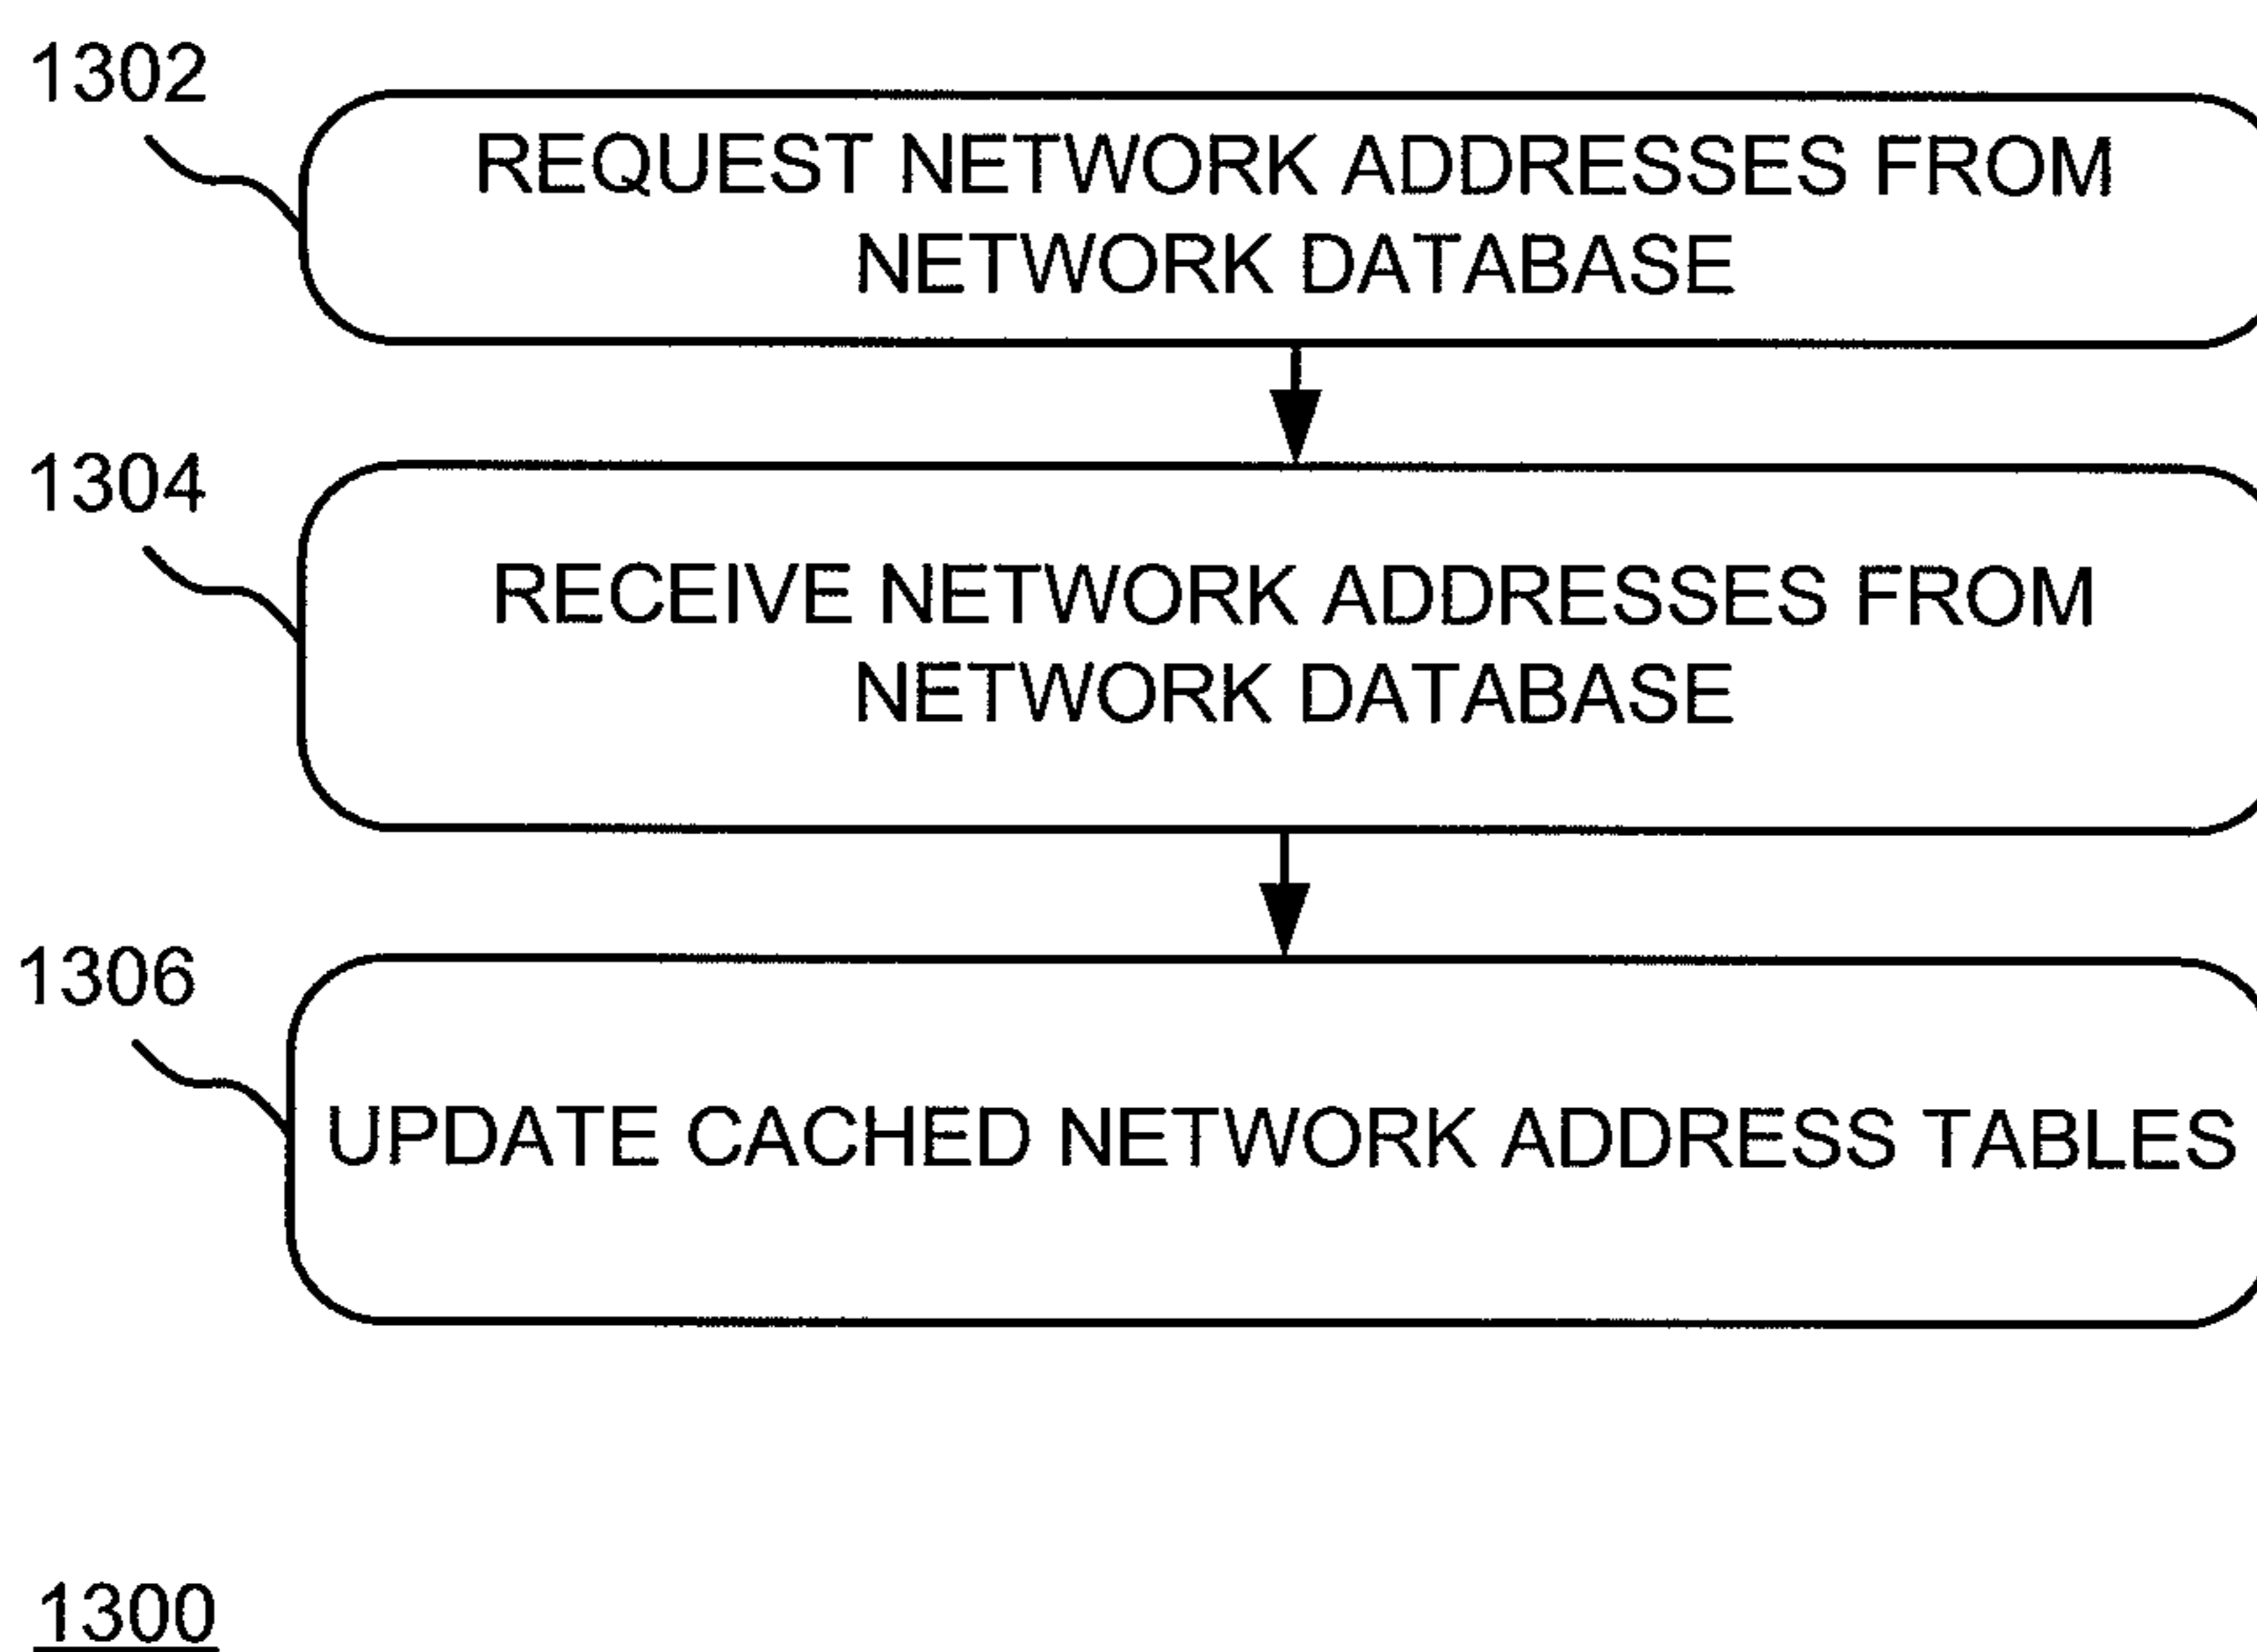 1302
REQUEST NETWORK ADDRESSES FROM
NETWORK DATABASE
1304
RECEIVE NETWORK ADDRESSES FROM
NETWORK DATABASE
1306
UPDATE CACHED NETWORK ADDRESS TABLES
1300